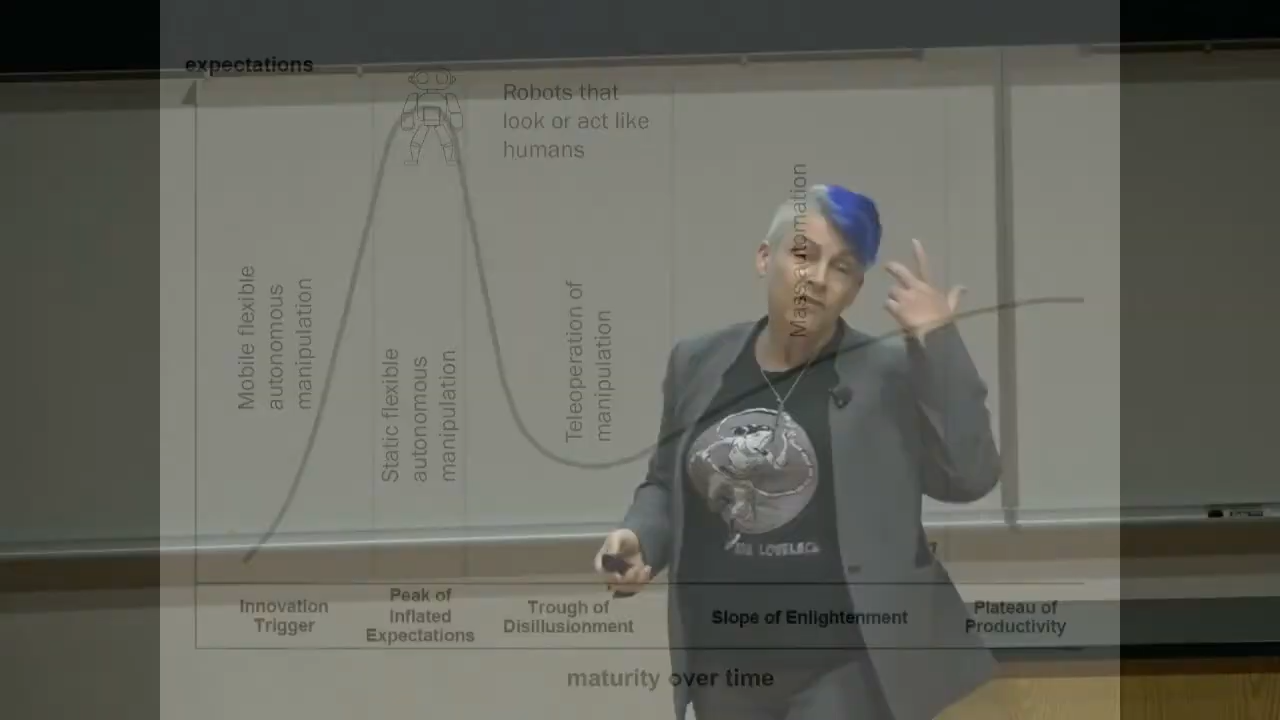 expectations
Robots that
look or act like
humans
Mobile flexible
autonomous
manipulation
Static flexible
autonomous
manipulation
Teleoperation of
manipulation
Mass automation
LOVELACE
Innovation
Trigger
Peak of
Inflated
Expectations
Trough of
Disillusionment
Slope of Enlightenment
Plateau of
Productivity
maturity over time